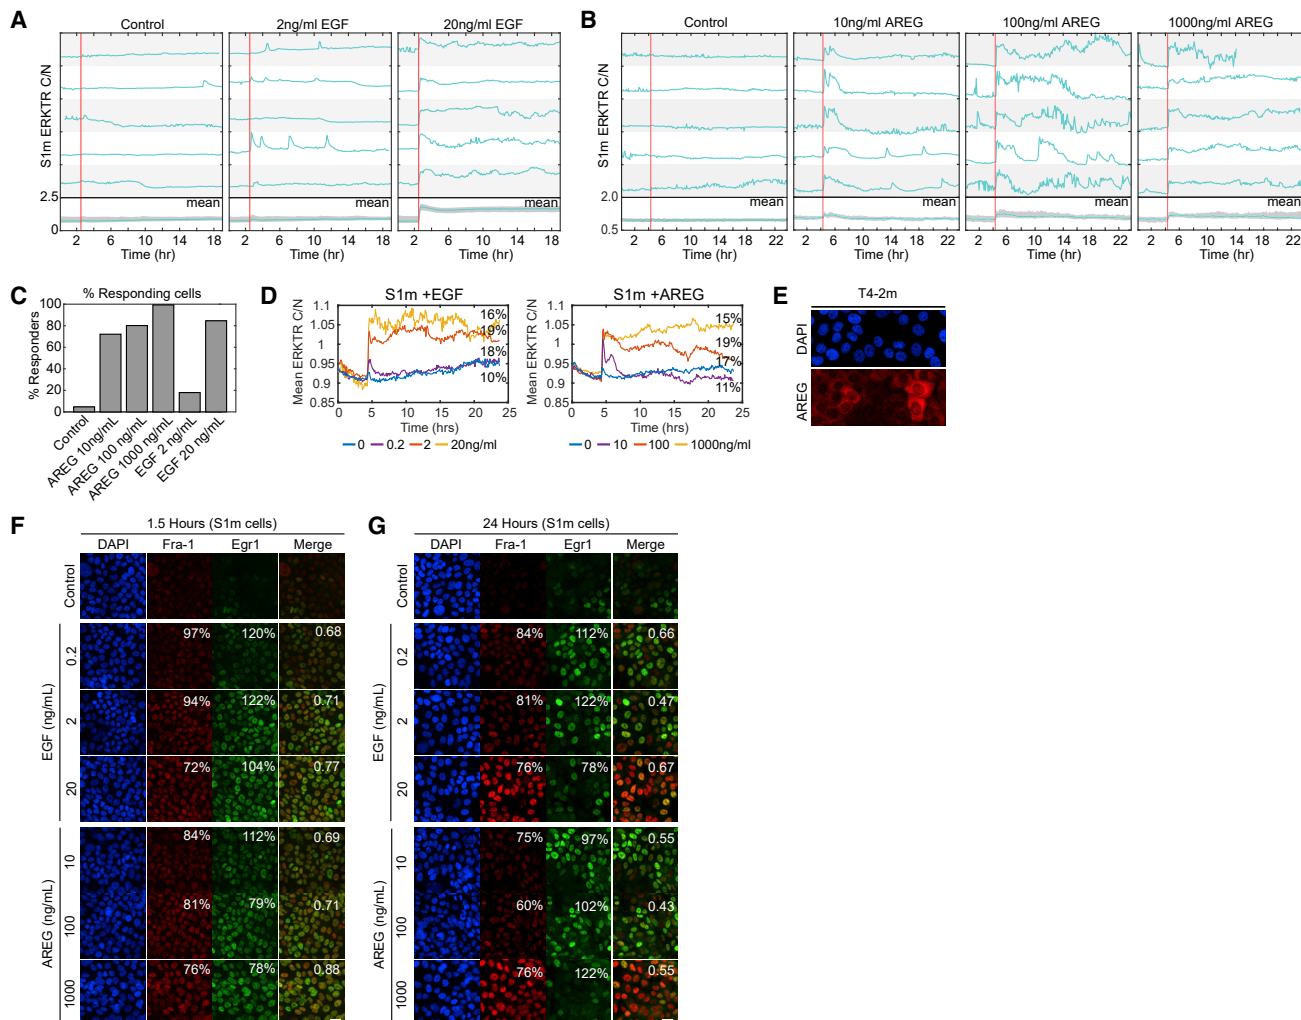 A
Control
2ng/ml EGF
20ng/ml EGF
S1m ERKTR C/N
2.5
0
mean
mean
mean
2 6 10 14 18
2 6 10 14 18
2 6 10 14 18
Time (hr)
Time (hr)
Time (hr)
B
Control
10ng/ml AREG
100ng/ml AREG
1000ng/ml AREG
S1m ERKTR C/N
2.0
0.5
mean
mean
mean
mean
2 6 10 14 18 22
2 6 10 14 18 22
2 6 10 14 18 22
2 6 10 14 18 22
Time (hr)
Time (hr)
Time (hr)
Time (hr)
C
% Responding cells
% Responders
100
80
60
40
20
0
Control
AREG 10ng/mL
AREG 100 ng/mL
AREG 1000 ng/mL
EGF 2 ng/mL
EGF 20 ng/mL
D
S1m +EGF
Mean ERKTR C/N
1.1
1.05
1
0.95
0.9
0.85
16%
19%
18%
10%
0 5 10 15 20 25
Time (hrs)
0 0.2 2 20ng/ml
S1m +AREG
Mean ERKTR C/N
1.1
1.05
1
0.95
0.9
0.85
15%
19%
17%
11%
0 5 10 15 20 25
Time (hrs)
0 10 100 1000ng/ml
E
T4-2m
DAPI
AREG
F
1.5 Hours (S1m cells)
DAPI Fra-1 Egr1 Merge
Control
EGF (ng/mL)
0.2
97% 120% 0.68
2
94% 122% 0.71
20
72% 104% 0.77
AREG (ng/mL)
10
84% 112% 0.69
100
81% 79% 0.71
1000
76% 78% 0.88
G
24 Hours (S1m cells)
DAPI Fra-1 Egr1 Merge
Control
EGF (ng/mL)
0.2
84% 112% 0.66
2
81% 122% 0.47
20
76% 78% 0.67
AREG (ng/mL)
10
75% 97% 0.55
100
60% 102% 0.43
1000
76% 122% 0.55